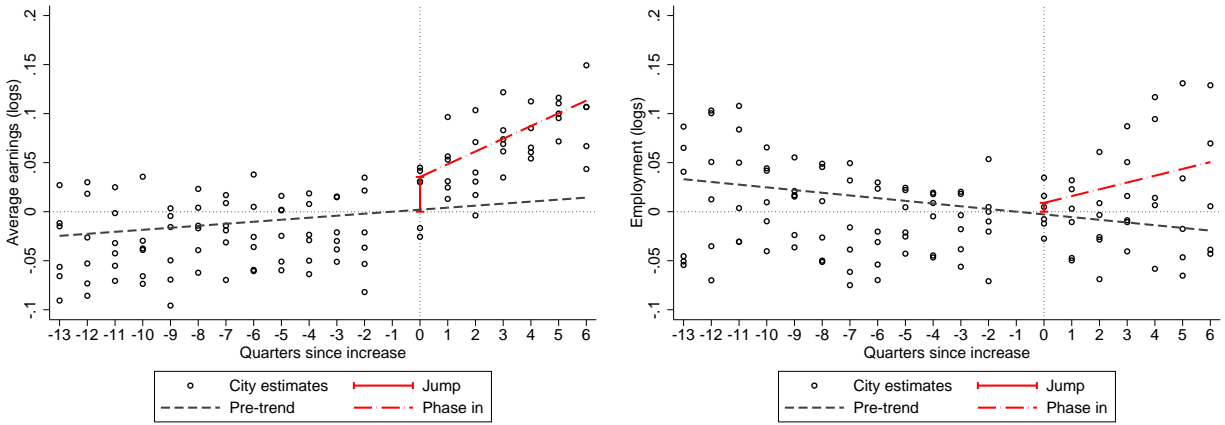 .2
.15
.1
.05
0
-.05
-.1
Average earnings (logs)
-13 -12 -11 -10 -9 -8 -7 -6 -5 -4 -3 -2 -1 0 1 2 3 4 5 6
Quarters since increase
City estimates Jump
Pre-trend Phase in
.2
.15
.1
.05
0
-.05
-.1
Employment (logs)
-13 -12 -11 -10 -9 -8 -7 -6 -5 -4 -3 -2 -1 0 1 2 3 4 5 6
Quarters since increase
City estimates Jump
Pre-trend Phase in